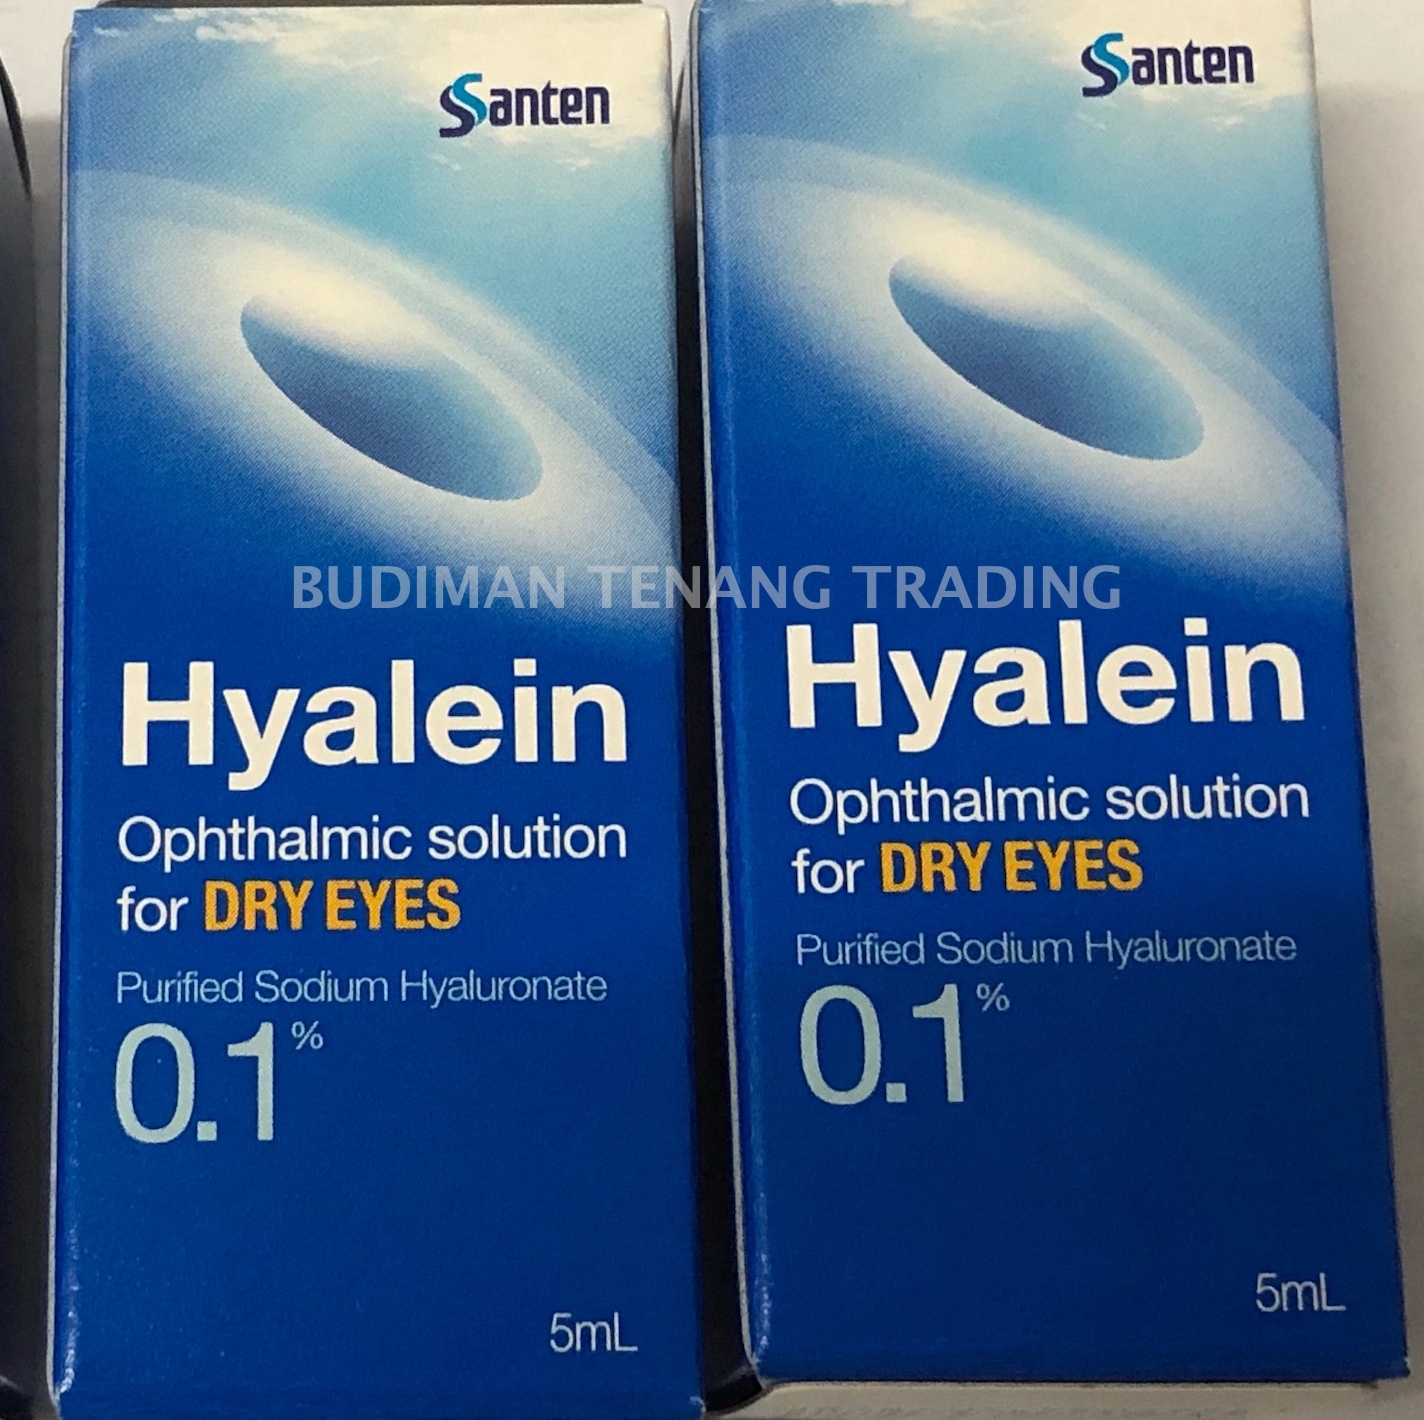 Santen
Hyalein
Ophthalmic solution
for DRY EYES
Purified Sodium Hyaluronate
0.1%
5mL
Santen
Hyalein
Ophthalmic solution
for DRY EYES
Purified Sodium Hyaluronate
0.1%
5mL
BUDIMAN TENANG TRADING